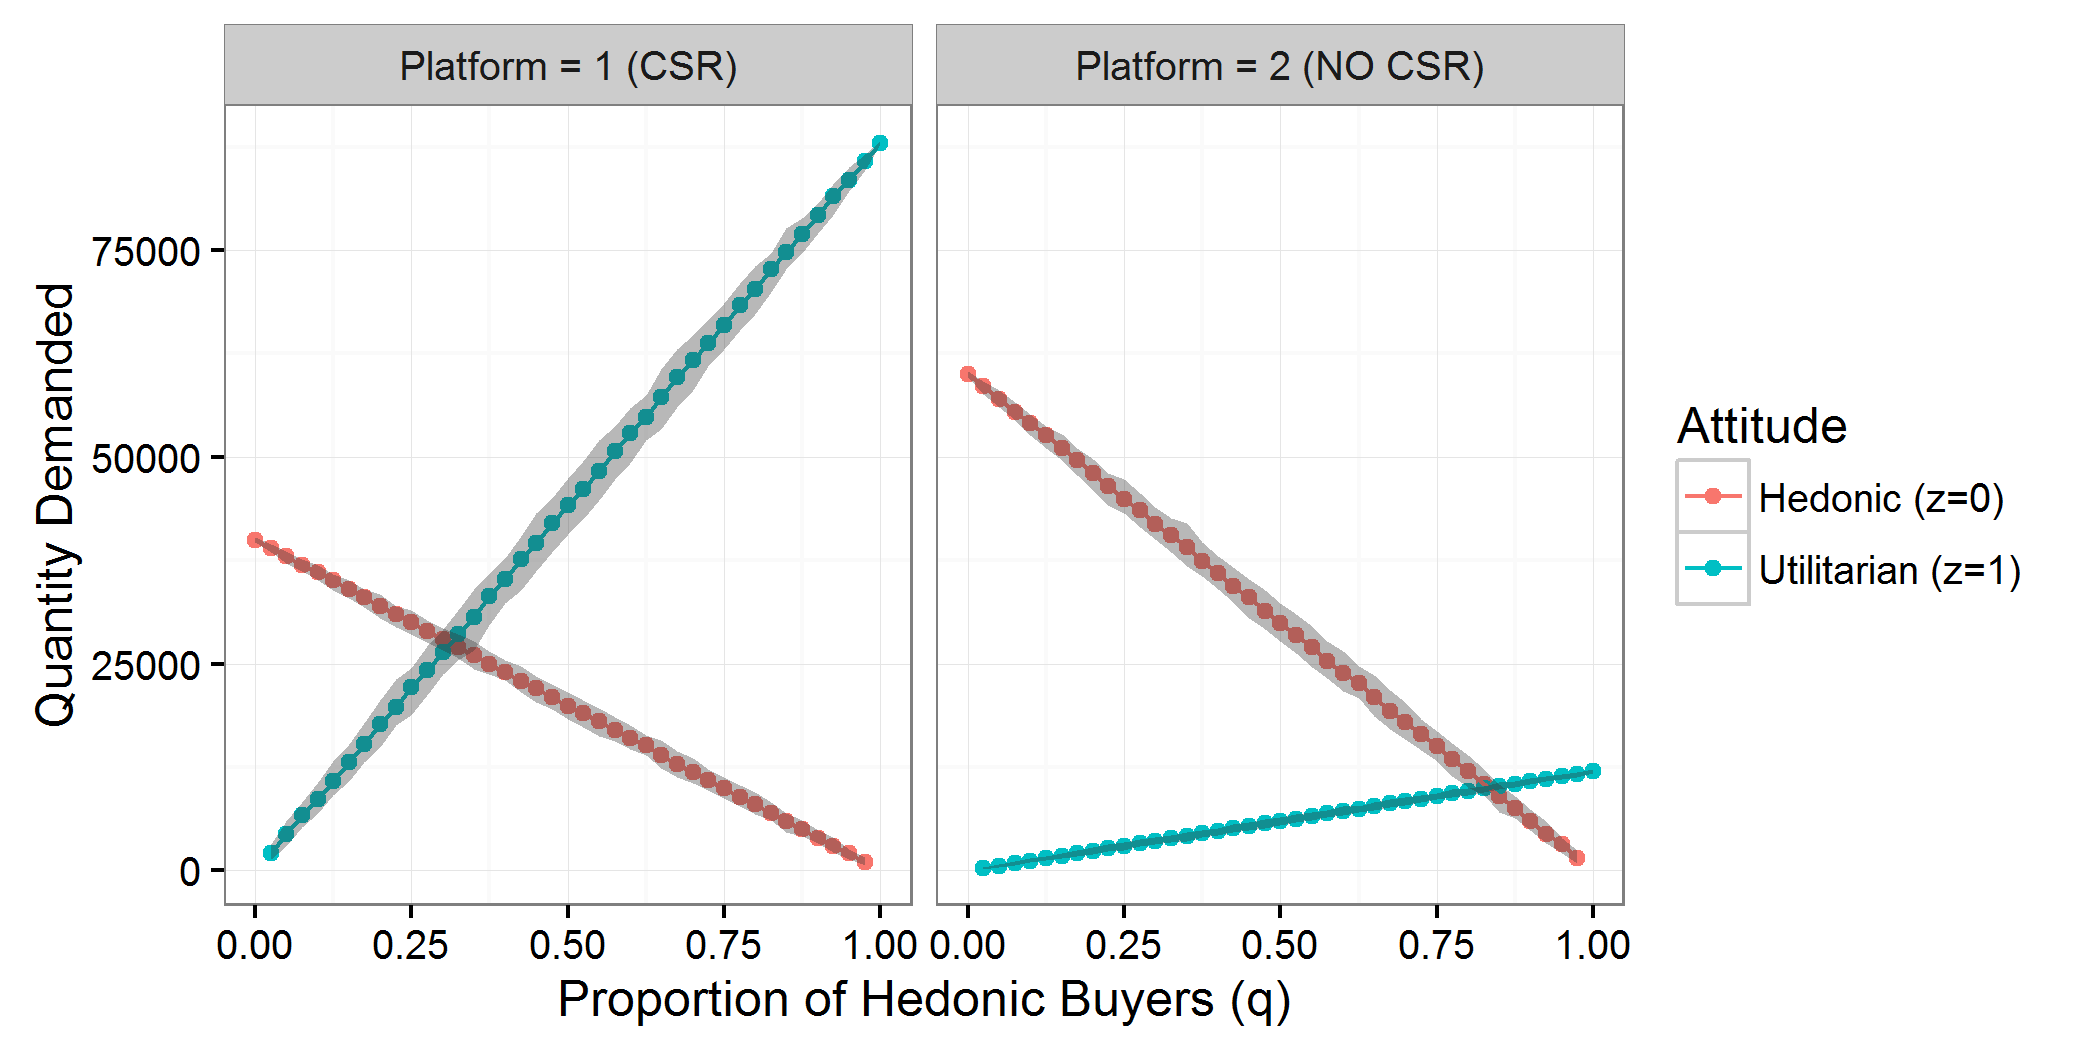 Platform = 1 (CSR)
Platform = 2 (NO CSR)
Quantity Demanded
75000
50000
25000
0
0.00 0.25 0.50 0.75 1.00
0.00 0.25 0.50 0.75 1.00
Proportion of Hedonic Buyers (q)
Attitude
Hedonic (z=0)
Utilitarian (z=1)